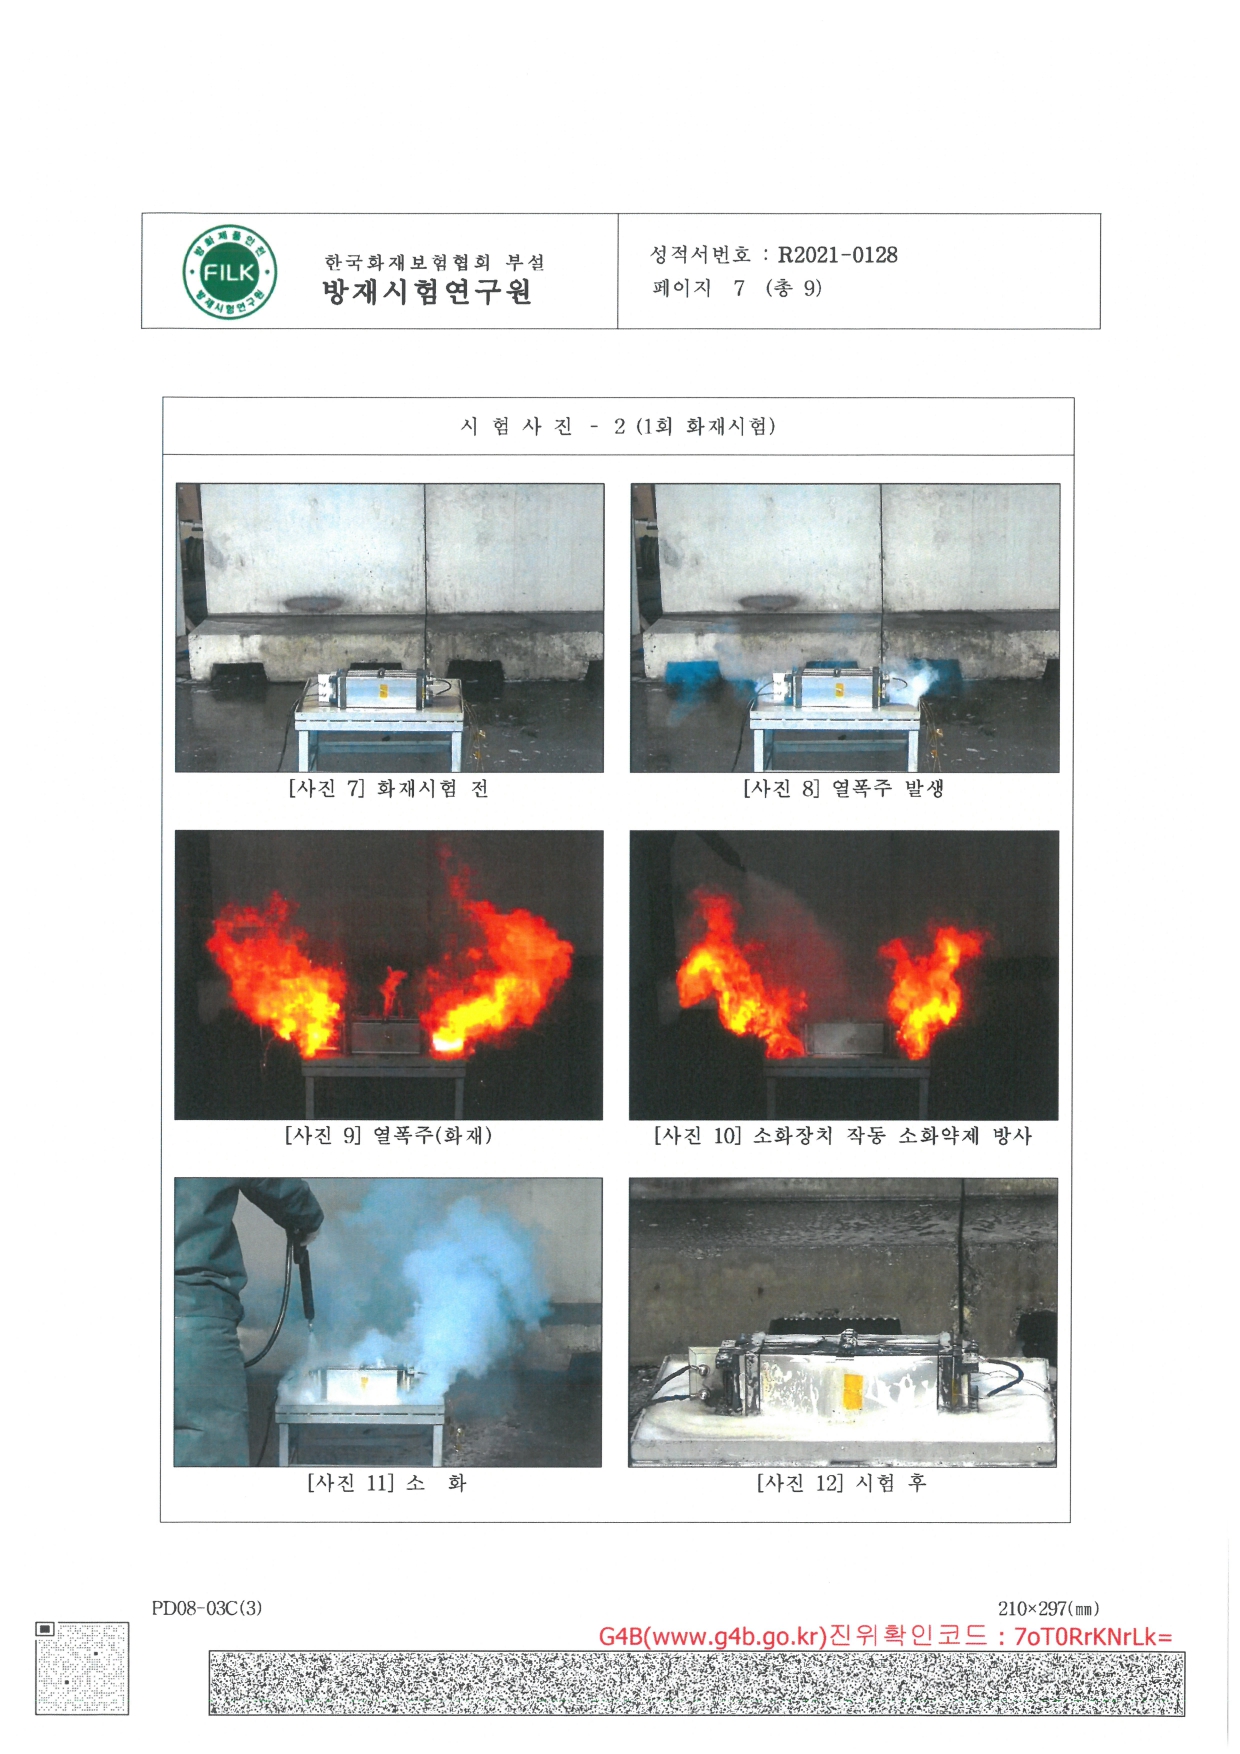 방화제품인전
FILK
방재시험연구원
한국화재보험협회 부설
방재시험연구원
성적서번호 : R2021-0128
페이지 7 (총 9)
시 험 사 진 - 2 (1회 화재시험)
[사진 7] 화재시험 전
[사진 8] 열폭주 발생
[사진 9] 열폭주(화재)
[사진 10] 소화장치 작동 소화약제 방사
[사진 11] 소 화
[사진 12] 시험 후
PD08-03C(3)
210×297(㎜)
G4B(www.g4b.go.kr)진위확인코드 : 7oT0RrKNrLk=